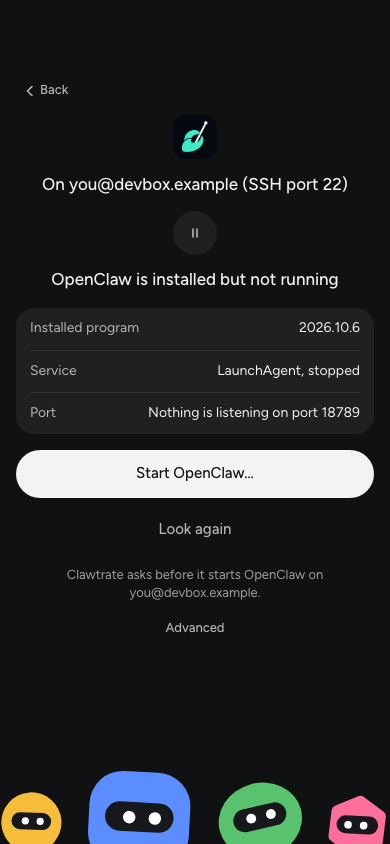 Back
On you@devbox.example (SSH port 22)
OpenClaw is installed but not running
Installed program 2026.10.6
Service LaunchAgent, stopped
Port Nothing is listening on port 18789
Start OpenClaw...
Look again
Clawtrate asks before it starts OpenClaw on
you@devbox.example.
Advanced